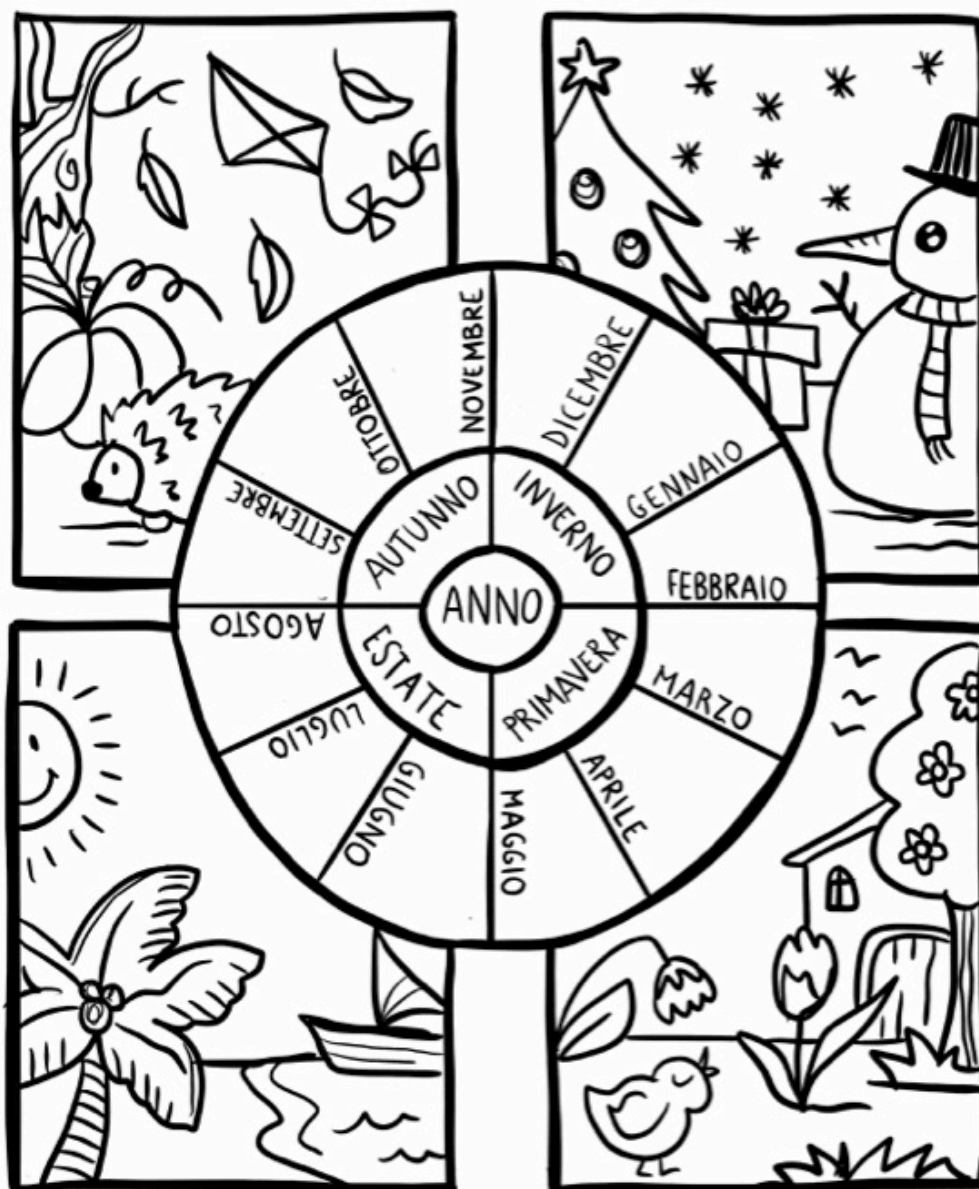 ANNO
INVERNO
PRIMAVERA
ESTATE
AUTUNNO
DICEMBRE
GENNAIO
FEBBRAIO
MARZO
APRILE
MAGGIO
GIUGNO
LUGLIO
AGOSTO
SETTEMBRE
OTTOBRE
NOVEMBRE